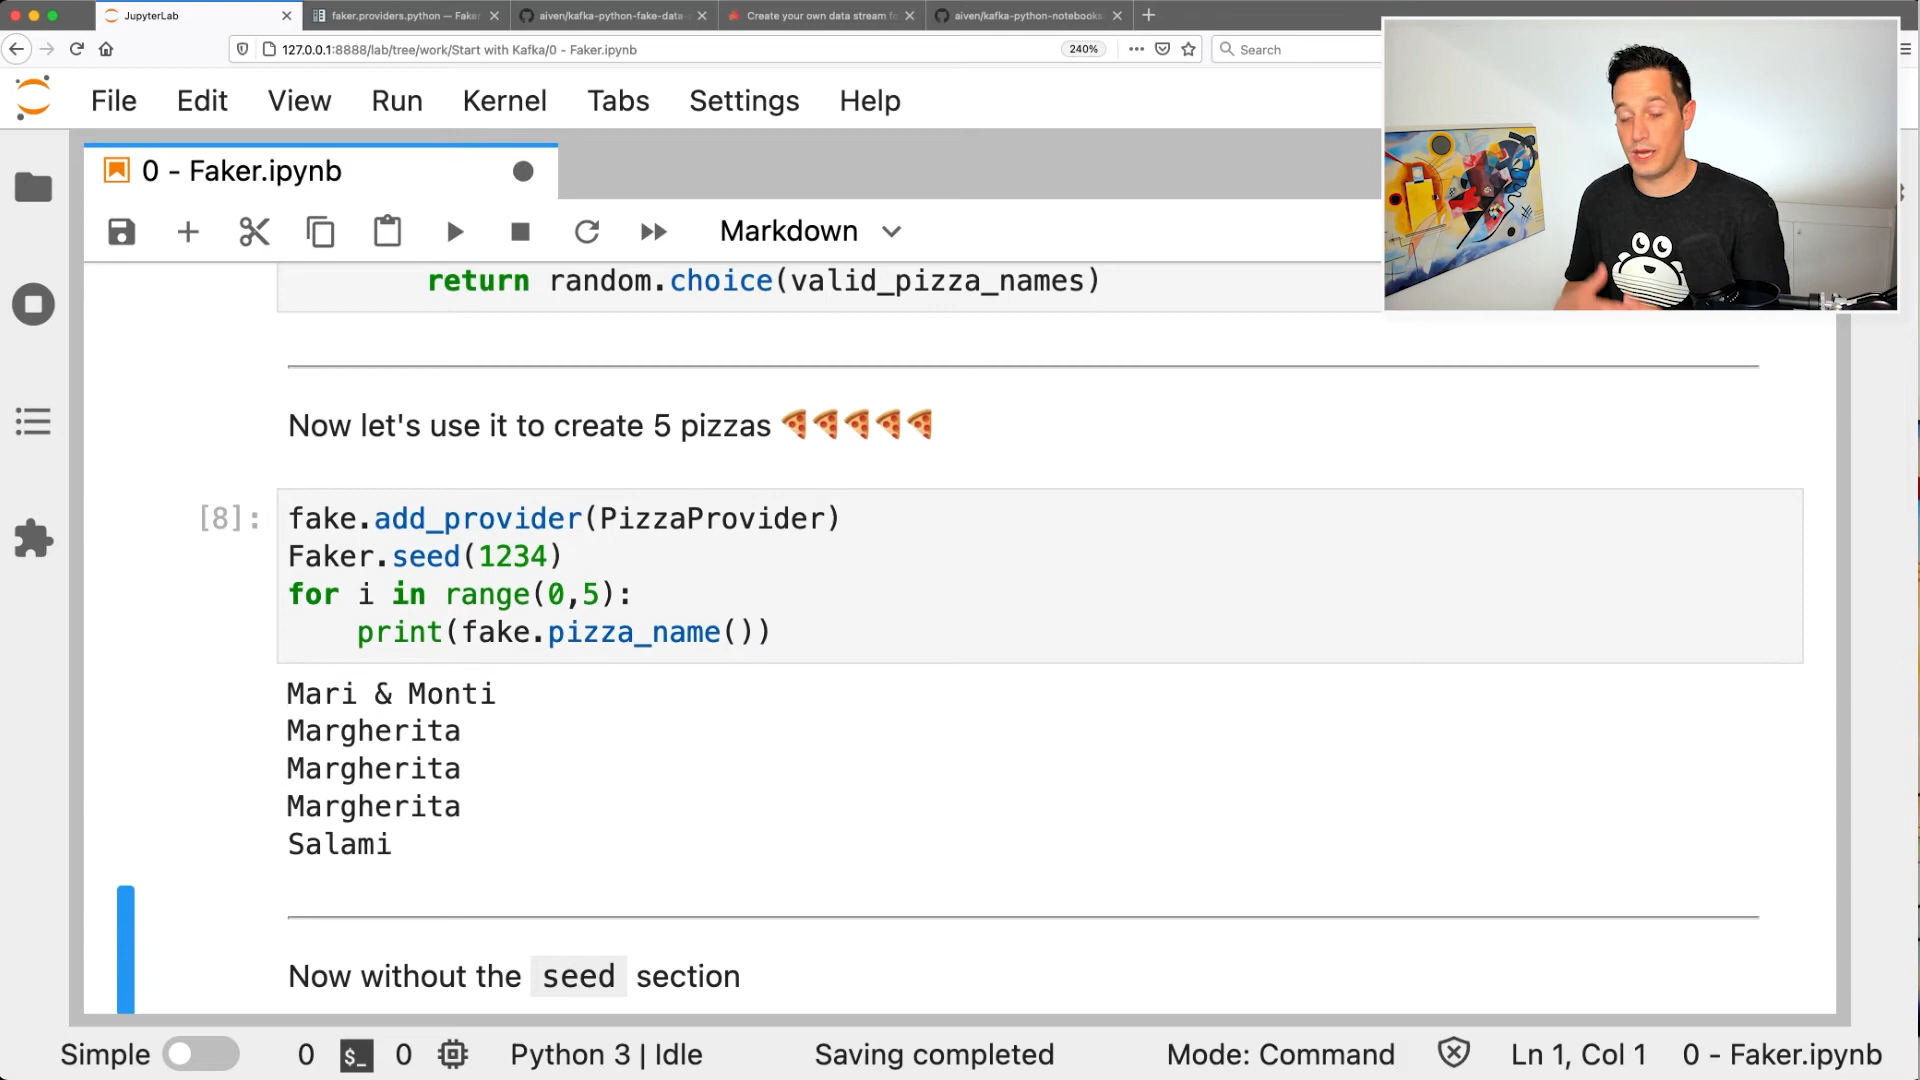 JupyterLab
faker.providers.python — Faker
aiven/kafka-python-fake-data-
Create your own data stream fo
aiven/kafka-python-notebooks
127.0.0.1:8888/lab/tree/work/Start with Kafka/0 - Faker.ipynb
240%
Search
File Edit View Run Kernel Tabs Settings Help
0 - Faker.ipynb
Markdown
return random.choice(valid_pizza_names)
Now let's use it to create 5 pizzas 🍕🍕🍕🍕🍕
[8]:
fake.add_provider(PizzaProvider)
Faker.seed(1234)
for i in range(0,5):
    print(fake.pizza_name())
Mari & Monti
Margherita
Margherita
Margherita
Salami
Now without the seed section
Simple 0 $_ 0 Python 3 | Idle Saving completed Mode: Command Ln 1, Col 1 0 - Faker.ipynb